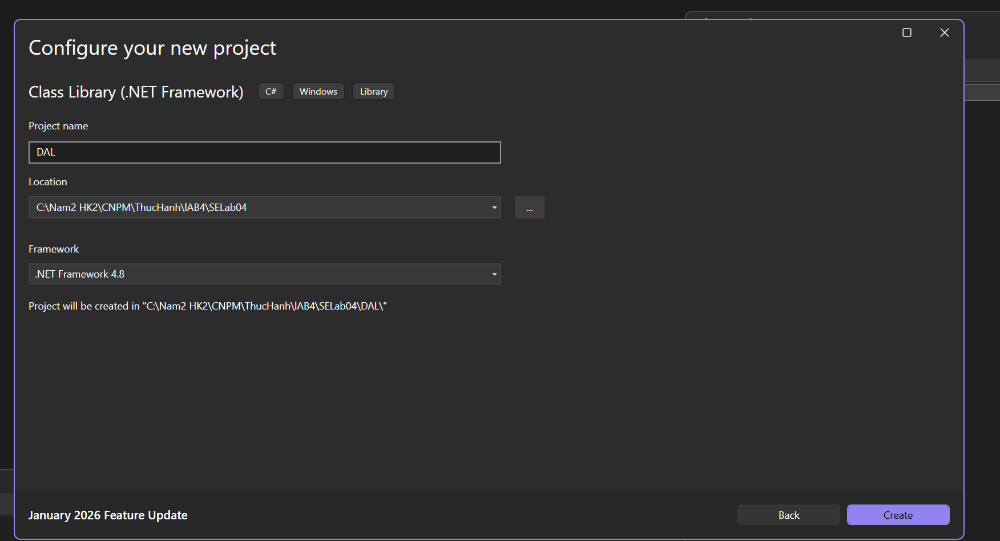 Configure your new project
Class Library (.NET Framework) C# Windows Library
Project name
DAL
Location
C:\Nam2 HK2\CNPM\ThucHanh\lAB4\SELab04
...
Framework
.NET Framework 4.8
Project will be created in "C:\Nam2 HK2\CNPM\ThucHanh\lAB4\SELab04\DAL\"
January 2026 Feature Update
Back Create